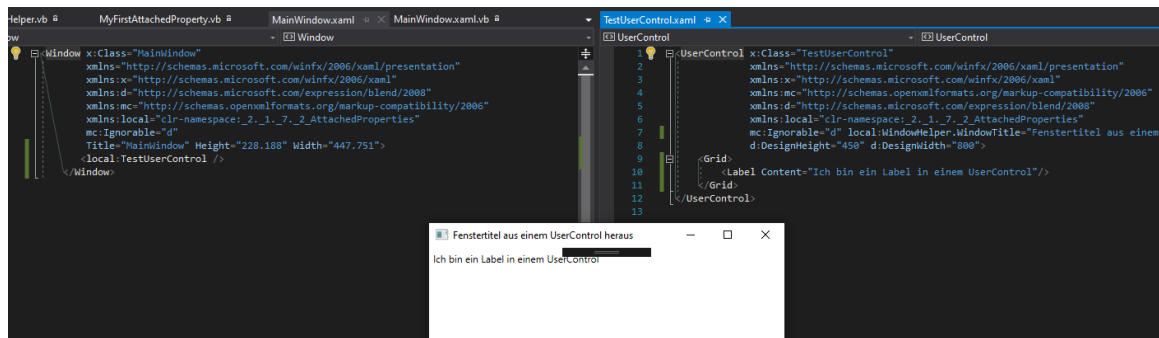 Helper.vb
MyFirstAttachedProperty.vb
MainWindow.xaml
MainWindow.xaml.vb
ow
Window
<Window x:Class="MainWindow"
xmlns="http://schemas.microsoft.com/winfx/2006/xaml/presentation"
xmlns:x="http://schemas.microsoft.com/winfx/2006/xaml"
xmlns:d="http://schemas.microsoft.com/expression/blend/2008"
xmlns:mc="http://schemas.openxmlformats.org/markup-compatibility/2006"
xmlns:local="clr-namespace:_2._1._7._2_AttachedProperties"
mc:Ignorable="d"
Title="MainWindow" Height="228.188" Width="447.751">
<local:TestUserControl />
</Window>
TestUserControl.xaml
UserControl
UserControl
1 <UserControl x:Class="TestUserControl"
2 xmlns="http://schemas.microsoft.com/winfx/2006/xaml/presentation"
3 xmlns:x="http://schemas.microsoft.com/winfx/2006/xaml"
4 xmlns:mc="http://schemas.openxmlformats.org/markup-compatibility/2006"
5 xmlns:d="http://schemas.microsoft.com/expression/blend/2008"
6 xmlns:local="clr-namespace:_2._1._7._2_AttachedProperties"
7 mc:Ignorable="d" local:WindowHelper.WindowTitle="Fenstertitel aus einem
8 d:DesignHeight="450" d:DesignWidth="800">
9 <Grid>
10 <Label Content="Ich bin ein Label in einem UserControl"/>
11 </Grid>
12 </UserControl>
13
Fenstertitel aus einem UserControl heraus
Ich bin ein Label in einem UserControl